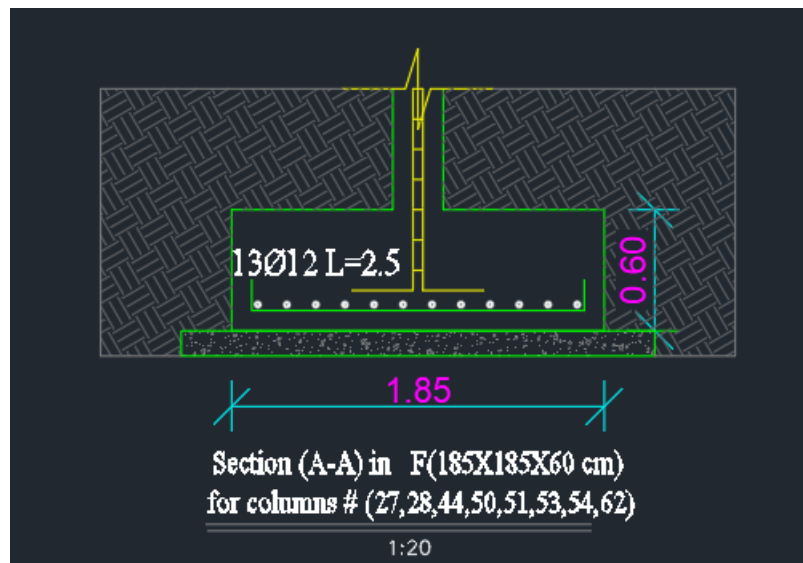 13Ø12 L=2.5
0.60
1.85
Section (A-A) in F(185X185X60 cm)
for columns # (27,28,44,50,51,53,54,62)
1:20